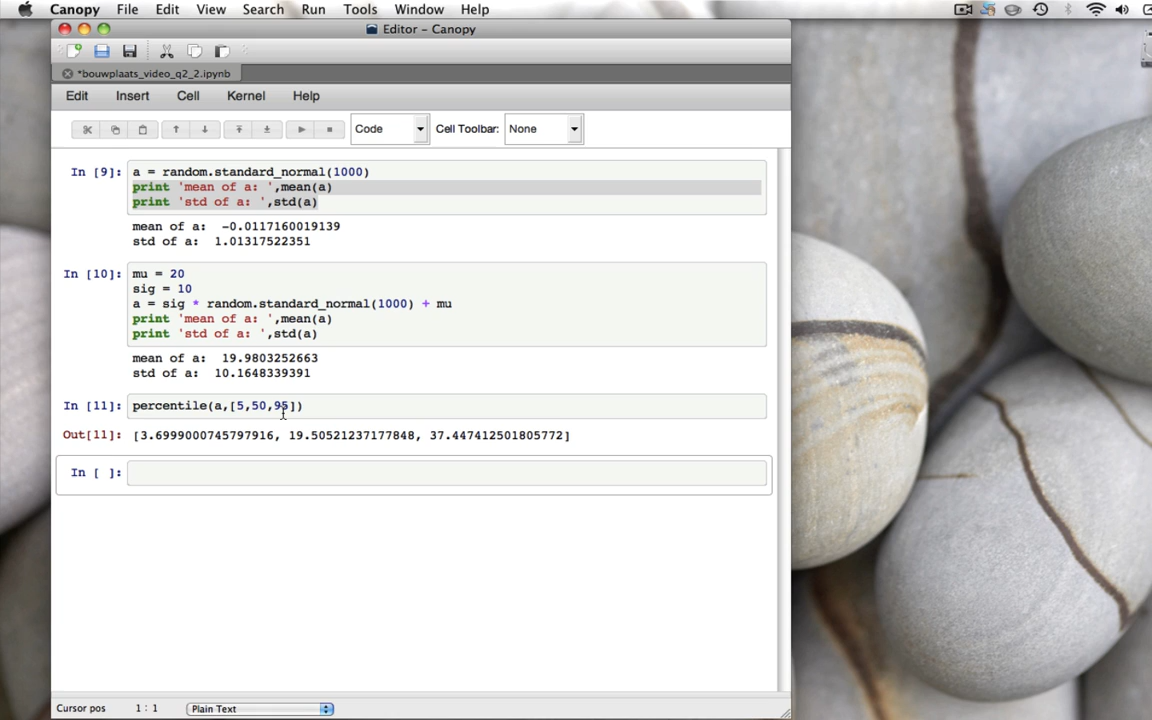 Canopy File Edit View Search Run Tools Window Help
Editor – Canopy
*bouwplaats_video_q2_2.ipynb
Edit Insert Cell Kernel Help
Code Cell Toolbar: None
In [9]: a = random.standard_normal(1000)
print 'mean of a: ',mean(a)
print 'std of a: ',std(a)
mean of a:  -0.0117160019139
std of a:  1.01317522351
In [10]: mu = 20
sig = 10
a = sig * random.standard_normal(1000) + mu
print 'mean of a: ',mean(a)
print 'std of a: ',std(a)
mean of a:  19.9803252663
std of a:  10.1648339391
In [11]: percentile(a,[5,50,95])
Out[11]: [3.6999000745797916, 19.50521237177848, 37.447412501805772]
In [ ]:
Cursor pos 1 : 1 Plain Text